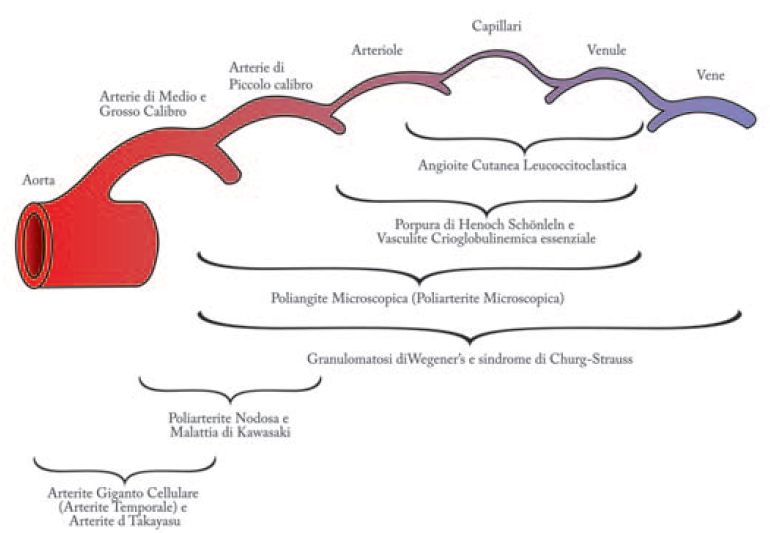 Capillari
Arteriole
Venule
Arterie di
Piccolo calibro
Vene
Arterie di Medio e
Grosso Calibro
Aorta
Angioite Cutanea Leucoccitoclastica
Porpura di Henoch Schönleln e
Vasculite Crioglobulinemica essenziale
Poliangite Microscopica (Poliarterite Microscopica)
Granulomatosi diWegener's e sindrome di Churg-Strauss
Poliarterite Nodosa e
Malattia di Kawasaki
Arterite Giganto Cellulare
(Arterite Temporale) e
Arterite d Takayasu